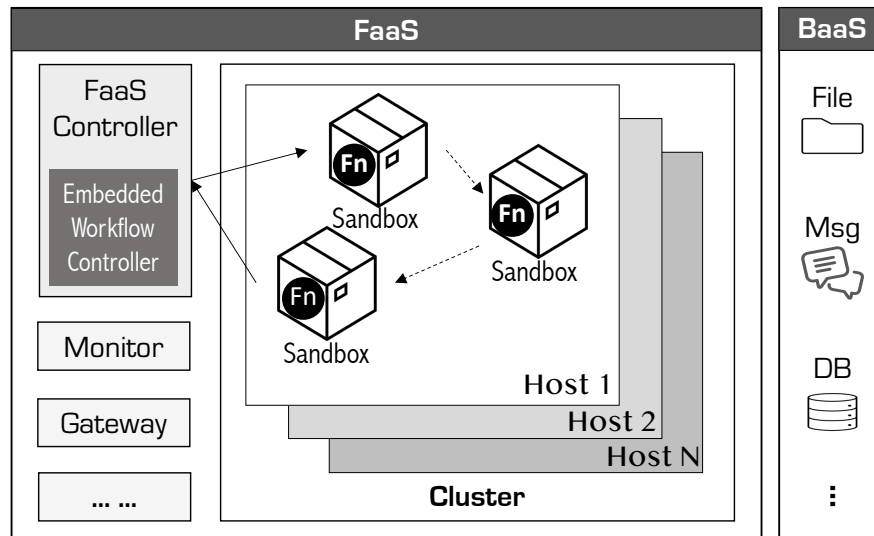 FaaS
FaaS
Controller
Embedded
Workflow
Controller
Monitor
Gateway
... ...
Fn
Sandbox
Fn
Sandbox
Fn
Sandbox
Host 1
Host 2
Host N
Cluster
BaaS
File
Msg
DB
⋮